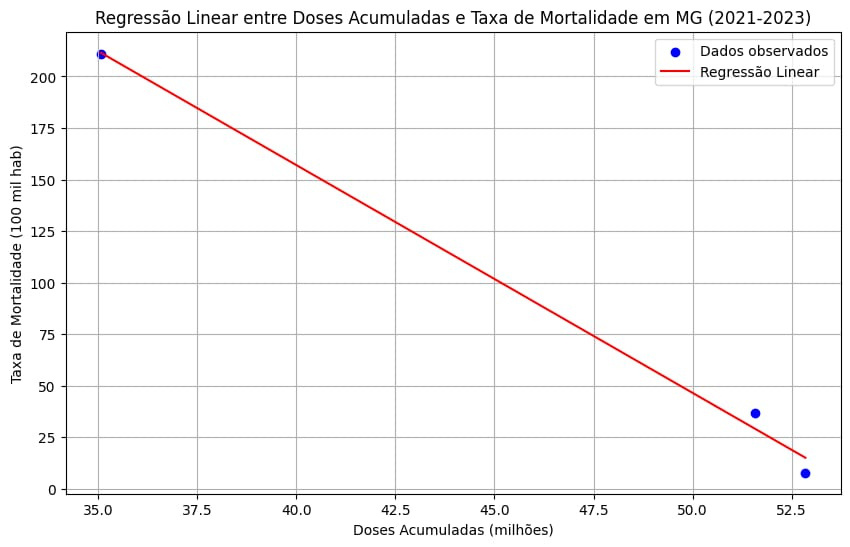 Regressão Linear entre Doses Acumuladas e Taxa de Mortalidade em MG (2021-2023)
Dados observados
Regressão Linear
Taxa de Mortalidade (100 mil hab)
200
175
150
125
100
75
50
25
0
35.0 37.5 40.0 42.5 45.0 47.5 50.0 52.5
Doses Acumuladas (milhões)